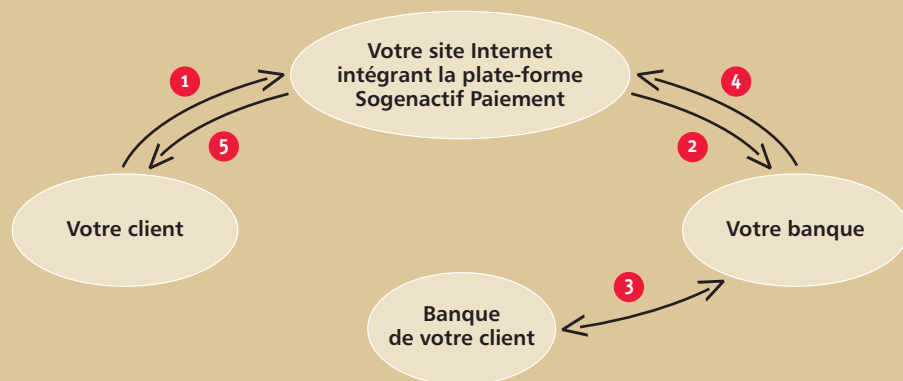 Votre site Internet
intégrant la plate-forme
Sogenactif Paiement
1
4
5
2
Votre client
Votre banque
3
Banque
de votre client